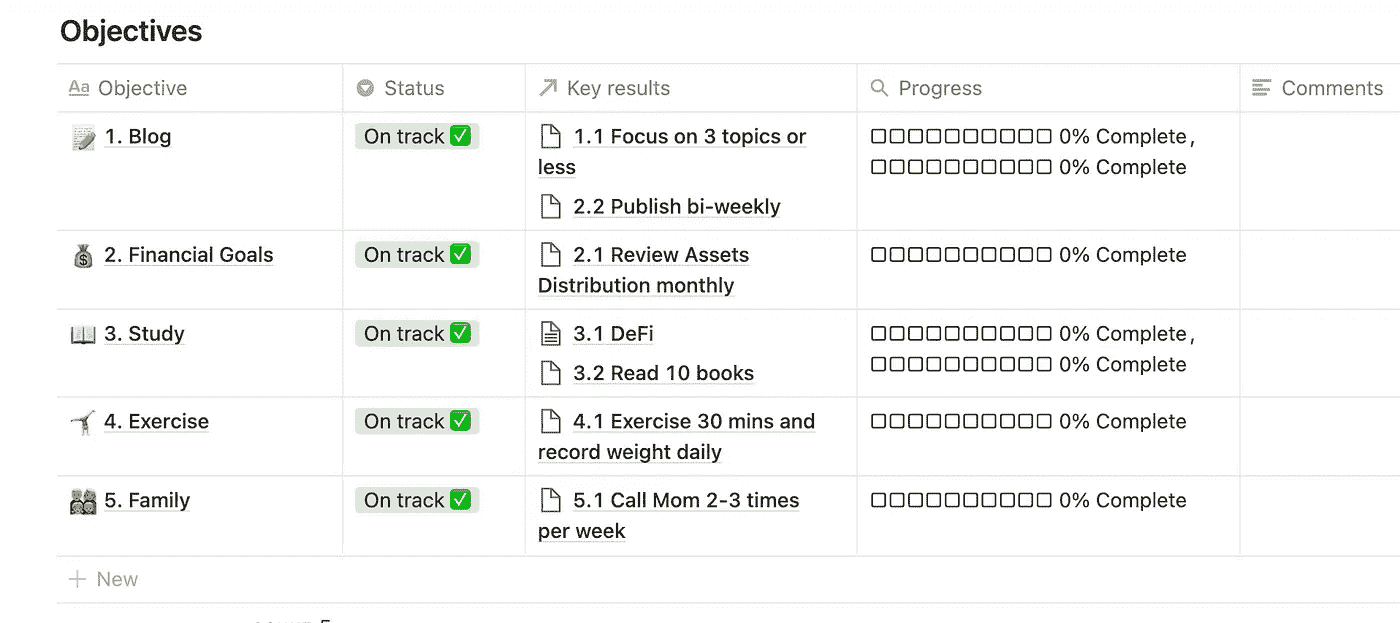 Objectives
Aa Objective Status Key results Progress Comments
1. Blog On track ✅ 1.1 Focus on 3 topics or □□□□□□□□□□ 0% Complete,
less □□□□□□□□□□ 0% Complete
2.2 Publish bi-weekly
2. Financial Goals On track ✅ 2.1 Review Assets □□□□□□□□□□ 0% Complete
Distribution monthly
3. Study On track ✅ 3.1 DeFi □□□□□□□□□□ 0% Complete,
3.2 Read 10 books □□□□□□□□□□ 0% Complete
4. Exercise On track ✅ 4.1 Exercise 30 mins and □□□□□□□□□□ 0% Complete
record weight daily
5. Family On track ✅ 5.1 Call Mom 2-3 times □□□□□□□□□□ 0% Complete
per week
+ New